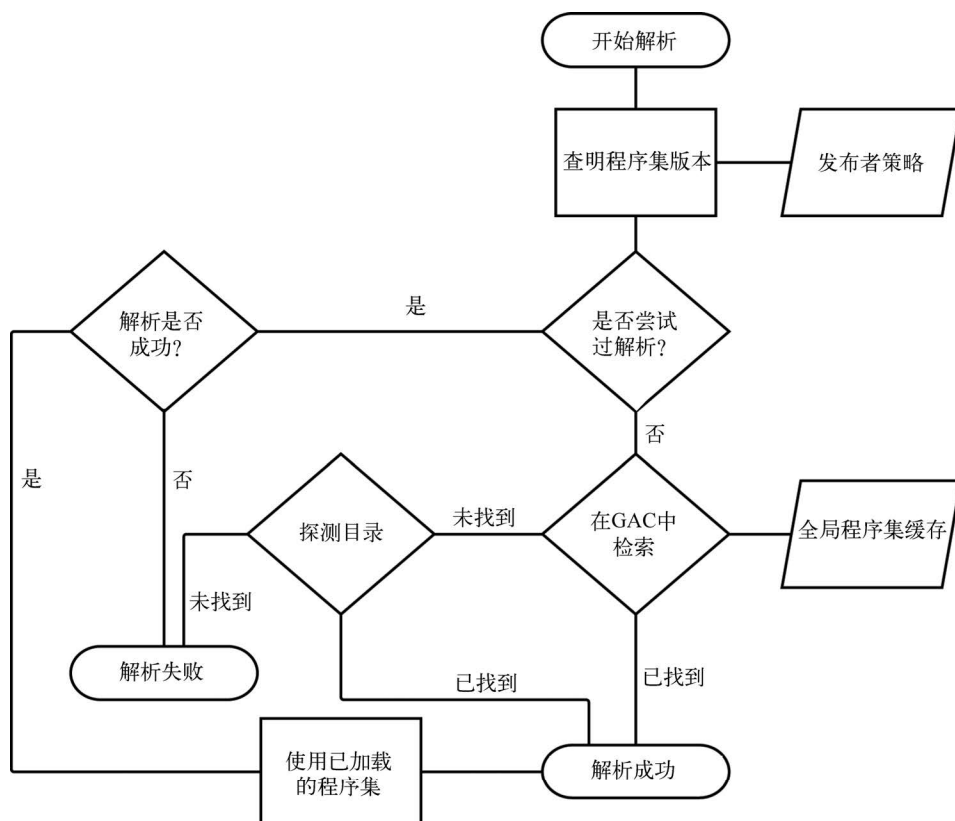 开始解析
查明程序集版本
发布者策略
解析是否
成功?
是
是否尝试
过解析?
否
是
否
探测目录
未找到
在GAC中
检索
全局程序集缓存
未找到
解析失败
已找到
已找到
使用已加载
的程序集
解析成功